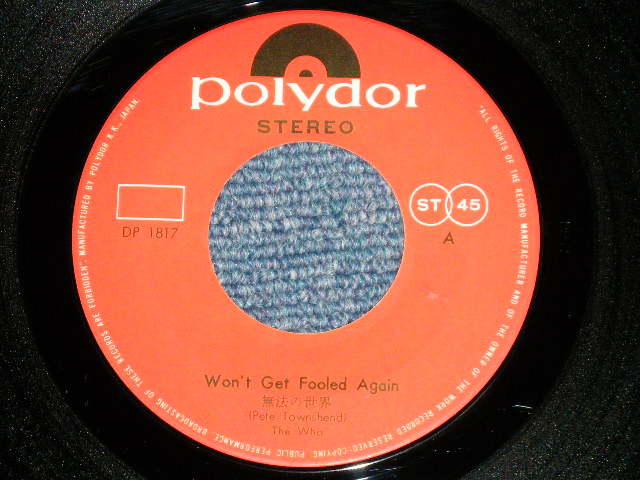 polydor
STEREO
DP 1817
ST 45
A
Won't Get Fooled Again
無法の世界
(Pete Townshend)
The Who
"ALL RIGHTS OF THE RECORD MANUFACTURER AND OF THE OWNER OF THE WORK RECORDED RESERVED-COPYING, PUBLIC PERFORMANCE, BROADCASTING OF THESE RECORDS ARE FORBIDDEN". MANUFACTURED BY POLYDOR K.K., JAPAN.